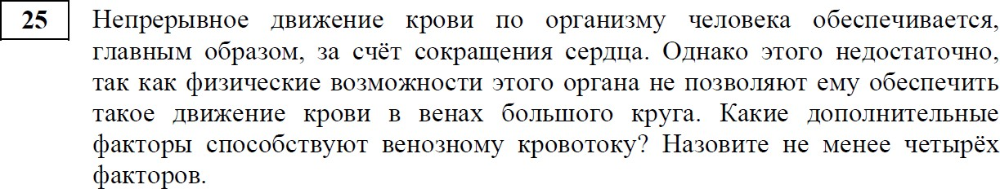 25 Непрерывное движение крови по организму человека обеспечивается,
главным образом, за счёт сокращения сердца. Однако этого недостаточно,
так как физические возможности этого органа не позволяют ему обеспечить
такое движение крови в венах большого круга. Какие дополнительные
факторы способствуют венозному кровотоку? Назовите не менее четырёх
факторов.